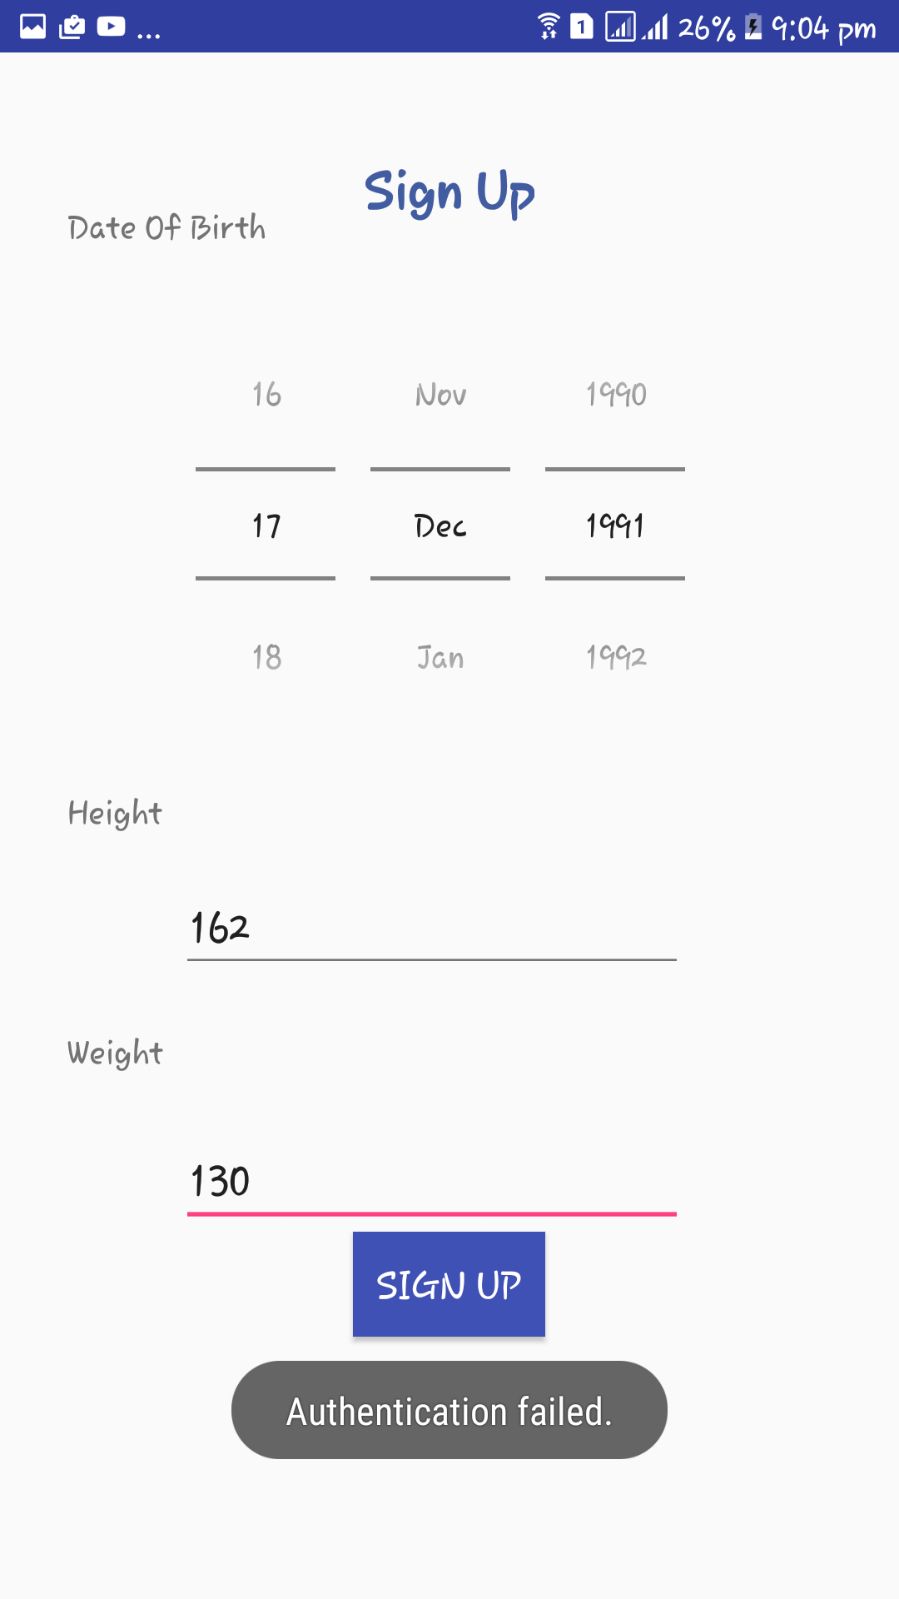 1 26% 9:04 pm
Sign Up
Date Of Birth
16 Nov 1990
17 Dec 1991
18 Jan 1992
Height
162
Weight
130
SIGN UP
Authentication failed.